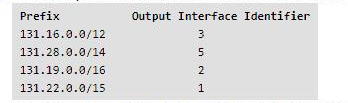 Prefix Output Interface Identifier
131.16.0.0/12 3
131.28.0.0/14 5
131.19.0.0/16 2
131.22.0.0/15 1